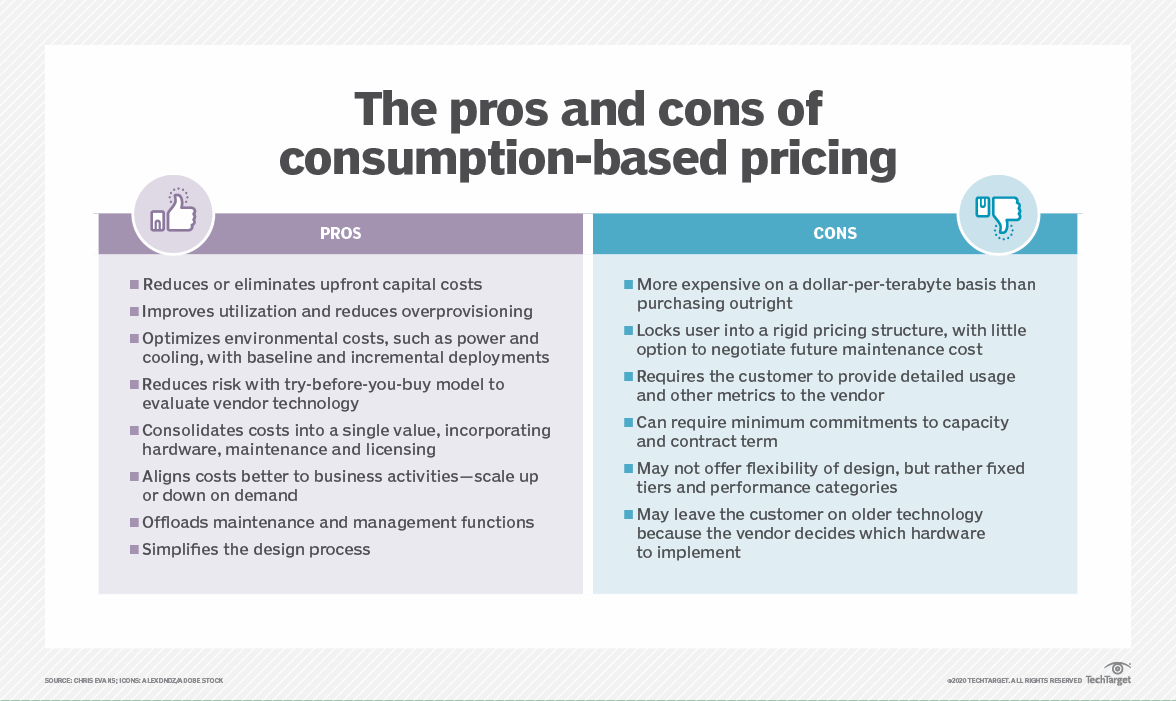 The pros and cons of
consumption-based pricing
PROS
Reduces or eliminates upfront capital costs
Improves utilization and reduces overprovisioning
Optimizes environmental costs, such as power and
cooling, with baseline and incremental deployments
Reduces risk with try-before-you-buy model to
evaluate vendor technology
Consolidates costs into a single value, incorporating
hardware, maintenance and licensing
Aligns costs better to business activities—scale up
or down on demand
Offloads maintenance and management functions
Simplifies the design process
CONS
More expensive on a dollar-per-terabyte basis than
purchasing outright
Locks user into a rigid pricing structure, with little
option to negotiate future maintenance cost
Requires the customer to provide detailed usage
and other metrics to the vendor
Can require minimum commitments to capacity
and contract term
May not offer flexibility of design, but rather fixed
tiers and performance categories
May leave the customer on older technology
because the vendor decides which hardware
to implement
SOURCE: CHRIS EVANS; ICONS: ALEXDNDZ/ADOBE STOCK
©2020 TECHTARGET. ALL RIGHTS RESERVED TechTarget